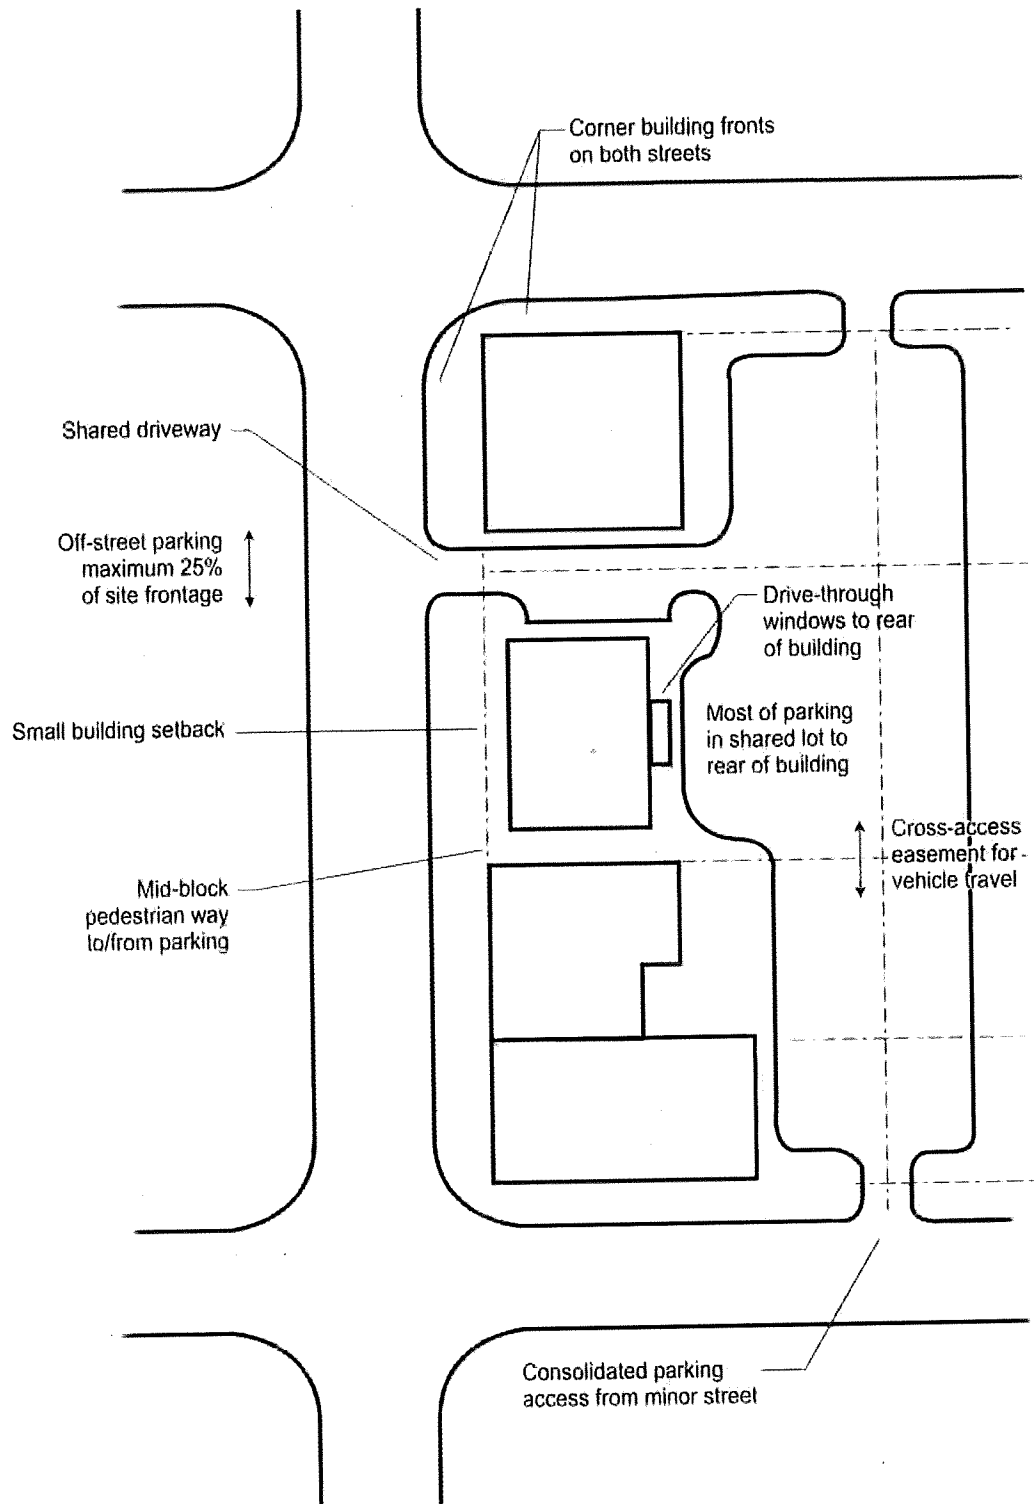 Corner building fronts
on both streets
Shared driveway
Off-street parking
maximum 25%
of site frontage
Drive-through
windows to rear
of building
Small building setback
Most of parking
in shared lot to
rear of building
Cross-access
easement for
vehicle travel
Mid-block
pedestrian way
to/from parking
Consolidated parking
access from minor street